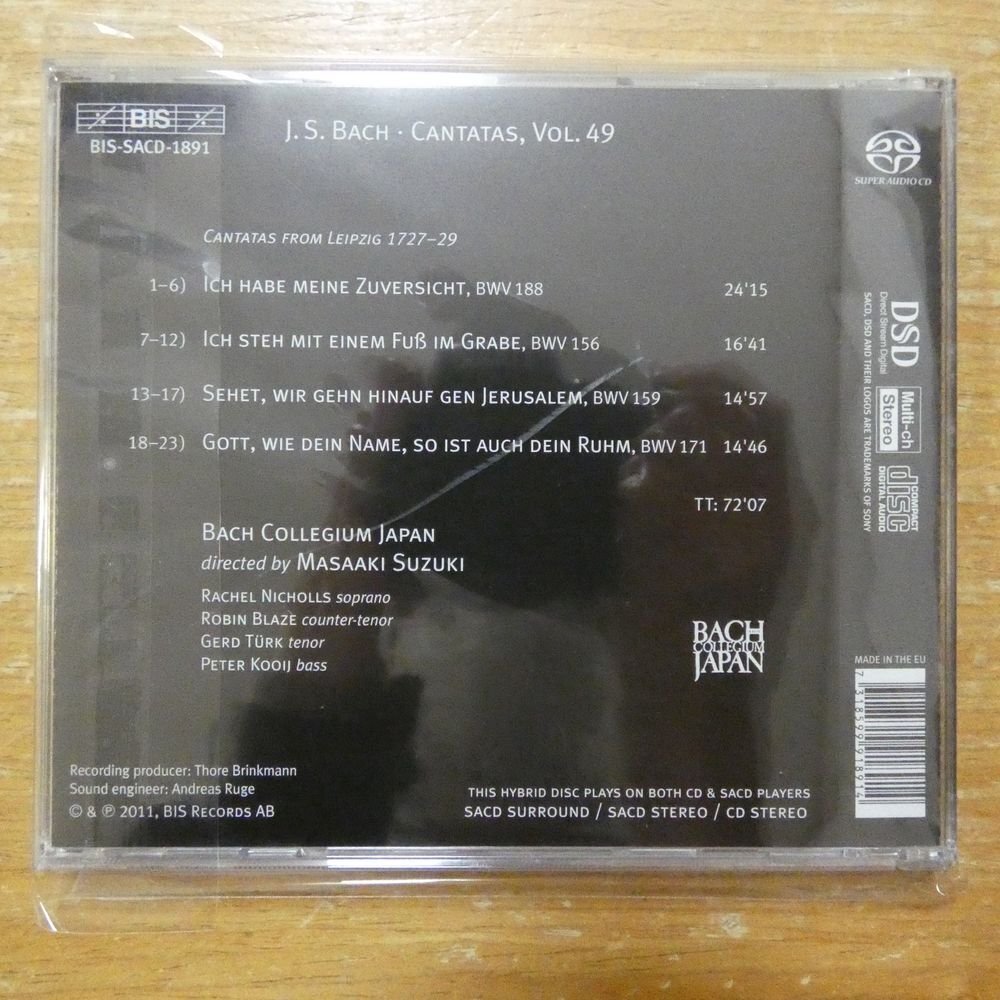 BIS
BIS-SACD-1891
J. S. Bach · Cantatas, Vol. 49
SUPER AUDIO CD
Cantatas from Leipzig 1727–29
1–6) Ich habe meine Zuversicht, BWV 188 24'15
7–12) Ich steh mit einem Fuß im Grabe, BWV 156 16'41
13–17) Sehet, wir gehn hinauf gen Jerusalem, BWV 159 14'57
18–23) Gott, wie dein Name, so ist auch dein Ruhm, BWV 171 14'46
TT: 72'07
Bach Collegium Japan
directed by Masaaki Suzuki
Rachel Nicholls soprano
Robin Blaze counter-tenor
Gerd Türk tenor
Peter Kooij bass
BACH
COLLEGIUM
JAPAN
Recording producer: Thore Brinkmann
Sound engineer: Andreas Ruge
© & ℗ 2011, BIS Records AB
THIS HYBRID DISC PLAYS ON BOTH CD & SACD PLAYERS
SACD SURROUND / SACD STEREO / CD STEREO
DSD
Direct Stream Digital
SACD, DSD AND THEIR LOGOS ARE TRADEMARKS OF SONY
Multi-ch
Stereo
COMPACT
disc
DIGITAL AUDIO
MADE IN THE EU
7 318599 918914